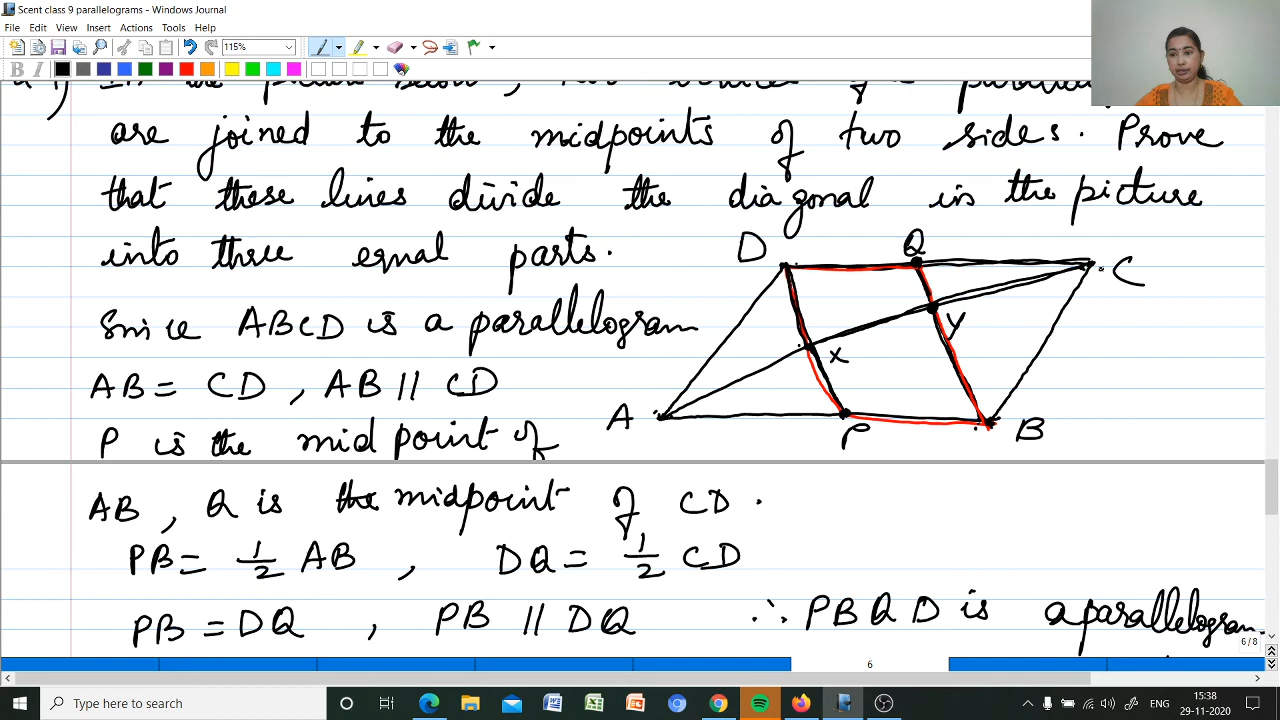 Scent class 9 parallelograms - Windows Journal
File Edit View Insert Actions Tools Help
115%
B I
are joined to the midpoints of two sides. Prove
that these lines divide the diagonal in the picture
into three equal parts.
D Q C
Since ABCD is a parallelogram
X Y
AB = CD , AB // CD
A P B
P is the mid point of
AB , Q is the midpoint of CD .
PB = 1/2 AB , DQ = 1/2 CD
PB = DQ , PB // DQ ∴ PBQD is a parallelogram.
6/8
6
Type here to search
ENG
15:38
29-11-2020